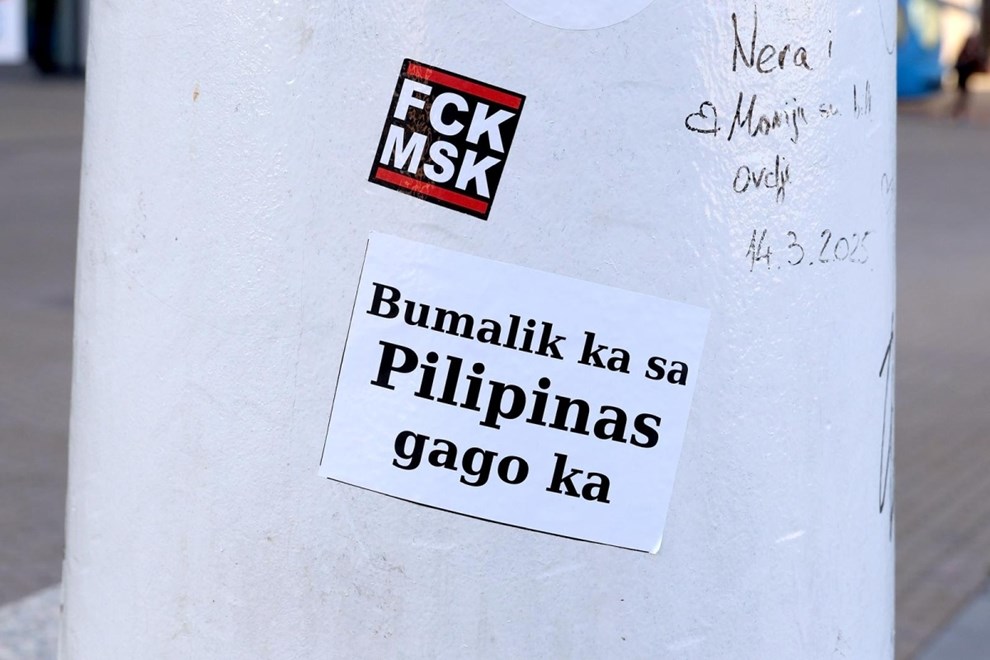 FCK
MSK
Nera i
Marija su
ovdje
14.3.2025.
Bumalik ka sa
Pilipinas
gago ka